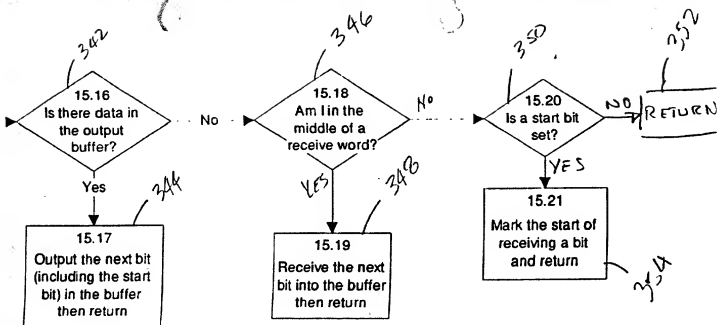 342
346
350
352
15.16
Is there data in
the output
buffer?
No
15.18
Am I in the
middle of a
receive word?
NO
15.20
Is a start bit
set?
NO
RETURN
Yes
344
YES
348
YES
15.17
Output the next bit
(including the start
bit) in the buffer
then return
15.19
Receive the next
bit into the buffer
then return
15.21
Mark the start of
receiving a bit
and return
354